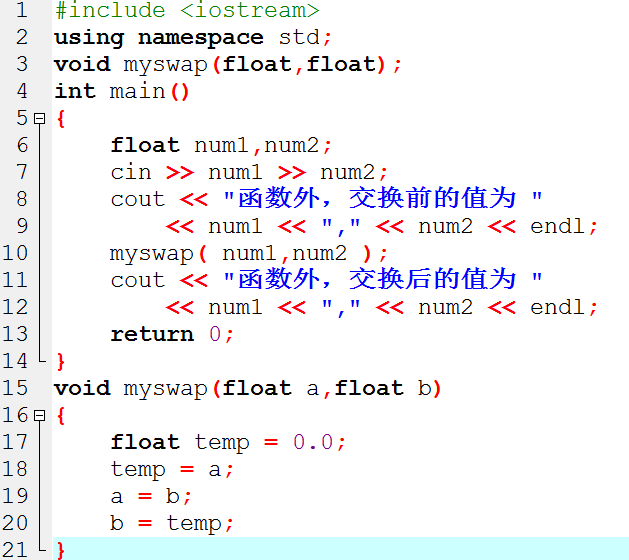 1 #include <iostream>
2 using namespace std;
3 void myswap(float,float);
4 int main()
5 {
6 float num1,num2;
7 cin >> num1 >> num2;
8 cout << "函数外，交换前的值为 "
9 << num1 << "," << num2 << endl;
10 myswap( num1,num2 );
11 cout << "函数外，交换后的值为 "
12 << num1 << "," << num2 << endl;
13 return 0;
14 }
15 void myswap(float a,float b)
16 {
17 float temp = 0.0;
18 temp = a;
19 a = b;
20 b = temp;
21 }